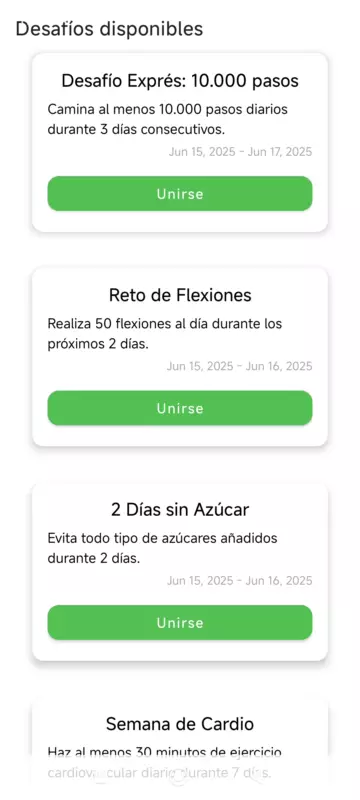 Desafíos disponibles
Desafío Exprés: 10.000 pasos
Camina al menos 10.000 pasos diarios
durante 3 días consecutivos.
Jun 15, 2025 - Jun 17, 2025
Unirse
Reto de Flexiones
Realiza 50 flexiones al día durante los
próximos 2 días.
Jun 15, 2025 - Jun 16, 2025
Unirse
2 Días sin Azúcar
Evita todo tipo de azúcares añadidos
durante 2 días.
Jun 15, 2025 - Jun 16, 2025
Unirse
Semana de Cardio
Haz al menos 30 minutos de ejercicio
cardiovascular diario durante 7 días.